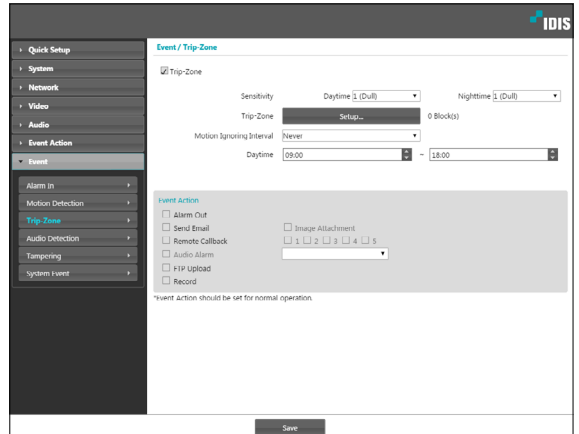 IDIS
Quick Setup
System
Network
Video
Audio
Event Action
Event
Alarm In
Motion Detection
Trip-Zone
Audio Detection
Tampering
System Event
Event / Trip-Zone
Trip-Zone
Sensitivity Daytime 1 (Dull) Nighttime 1 (Dull)
Trip-Zone Setup... 0 Block(s)
Motion Ignoring Interval Never
Daytime 09:00 ~ 18:00
Event Action
Alarm Out
Send Email Image Attachment
Remote Callback 1 2 3 4 5
Audio Alarm
FTP Upload
Record
*Event Action should be set for normal operation.
Save